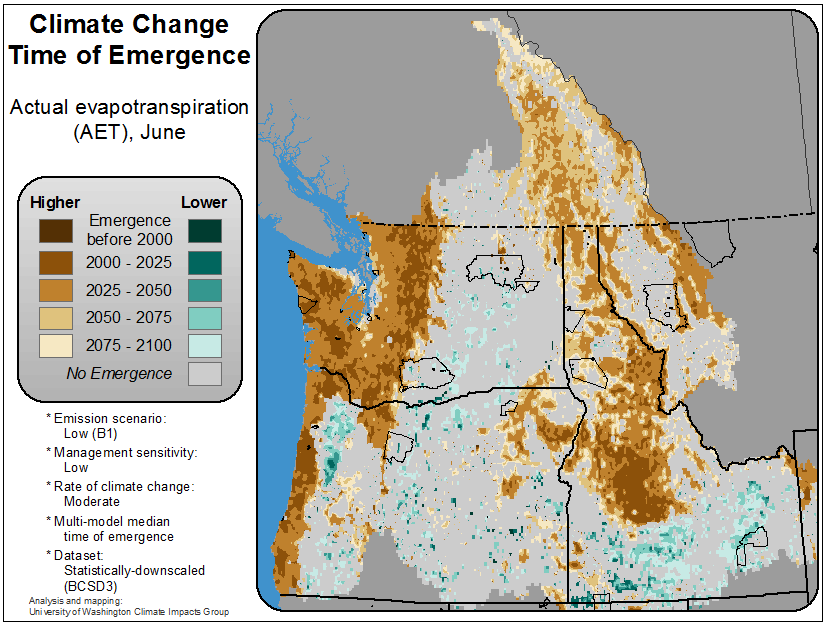 Climate Change
Time of Emergence
Actual evapotranspiration
(AET), June
Higher
Lower
Emergence
before 2000
2000 - 2025
2025 - 2050
2050 - 2075
2075 - 2100
No Emergence
* Emission scenario:
Low (B1)
* Management sensitivity:
Low
* Rate of climate change:
Moderate
* Multi-model median
time of emergence
* Dataset:
Statistically-downscaled
(BCSD3)
Analysis and mapping:
University of Washington Climate Impacts Group